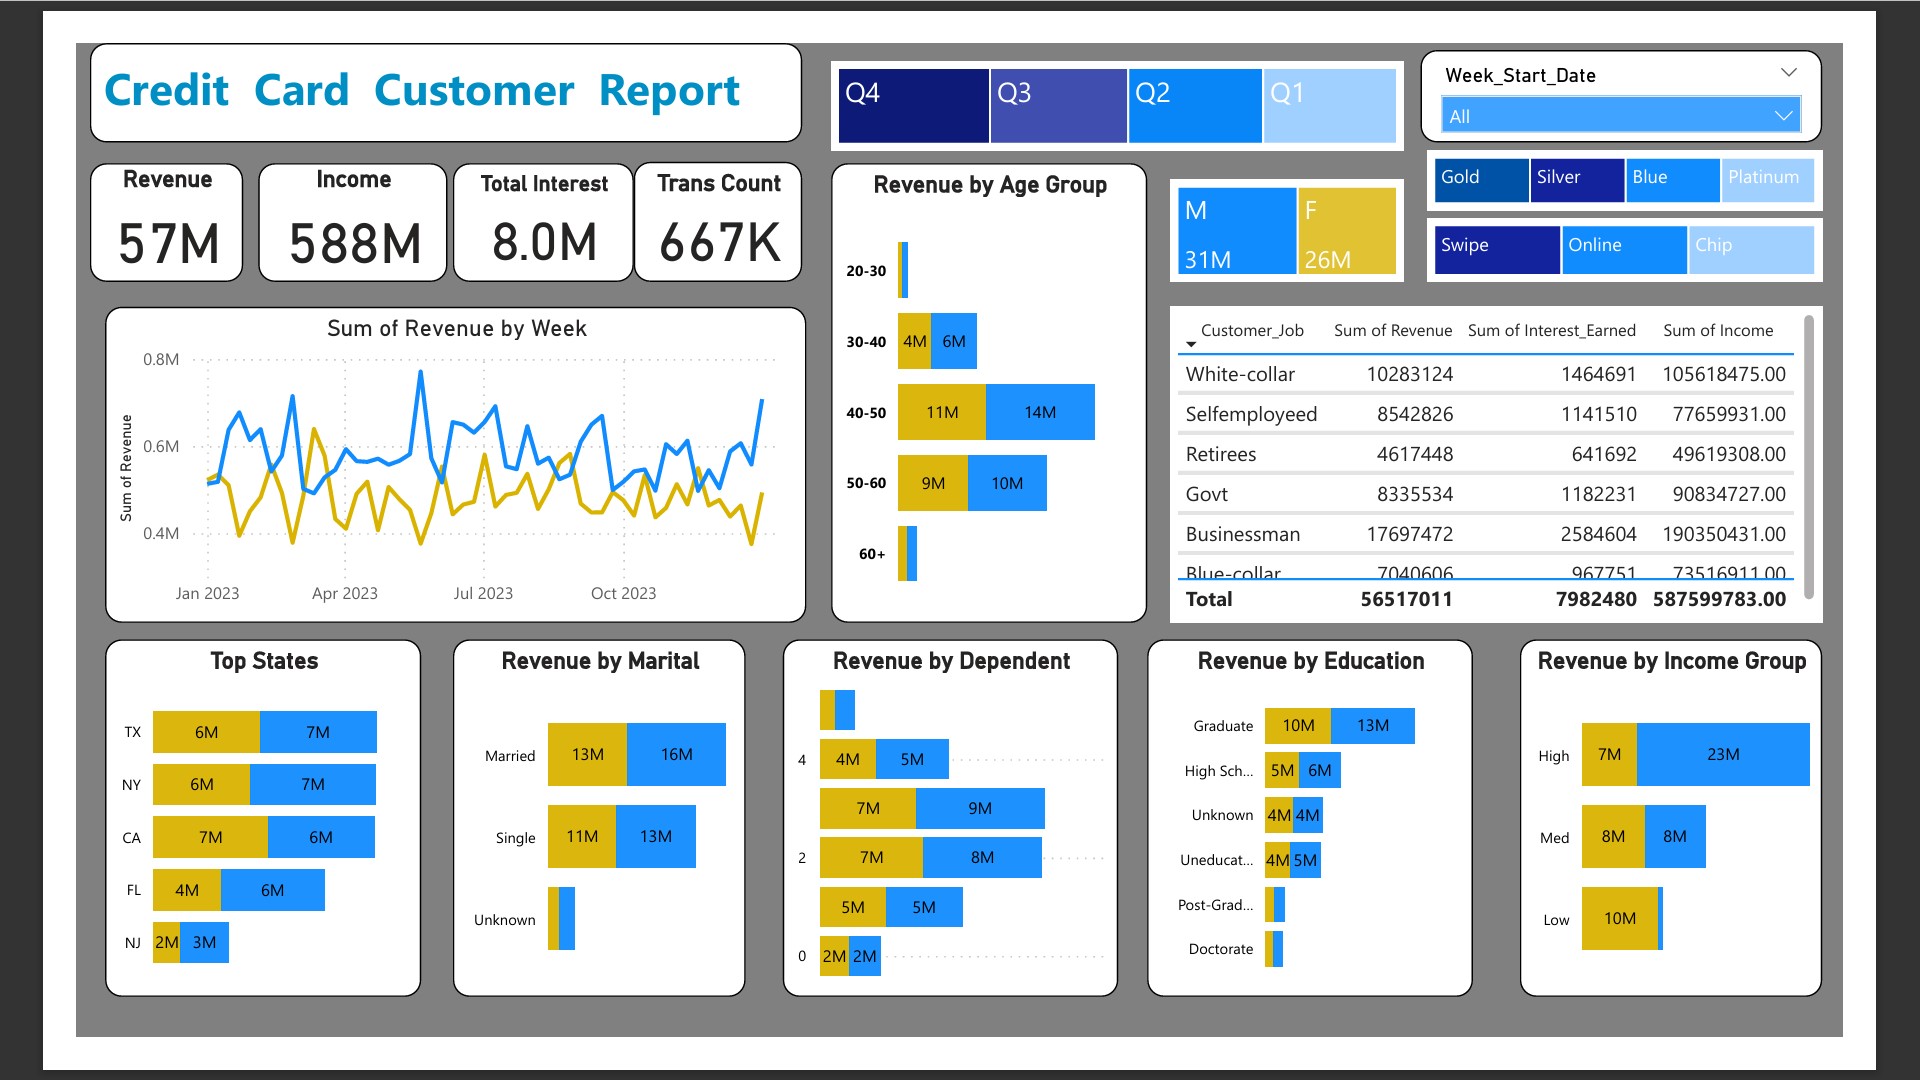 Credit Card Customer Report
Q4 Q3 Q2 Q1
Week_Start_Date
All
Revenue
57M
Income
588M
Total Interest
8.0M
Trans Count
667K
Gold Silver Blue Platinum
Swipe Online Chip
M F
31M 26M
Sum of Revenue by Week
Sum of Revenue
0.8M
0.6M
0.4M
Jan 2023 Apr 2023 Jul 2023 Oct 2023
Revenue by Age Group
20-30
30-40 4M 6M
40-50 11M 14M
50-60 9M 10M
60+
Customer_Job Sum of Revenue Sum of Interest_Earned Sum of Income
White-collar 10283124 1464691 105618475.00
Selfemployeed 8542826 1141510 77659931.00
Retirees 4617448 641692 49619308.00
Govt 8335534 1182231 90834727.00
Businessman 17697472 2584604 190350431.00
Blue-collar 7040606 967751 73516911.00
Total 56517011 7982480 587599783.00
Top States
TX 6M 7M
NY 6M 7M
CA 7M 6M
FL 4M 6M
NJ 2M 3M
Revenue by Marital
Married 13M 16M
Single 11M 13M
Unknown
Revenue by Dependent
4 4M 5M
7M 9M
2 7M 8M
5M 5M
0 2M 2M
Revenue by Education
Graduate 10M 13M
High Sch... 5M 6M
Unknown 4M 4M
Uneducat... 4M 5M
Post-Grad...
Doctorate
Revenue by Income Group
High 7M 23M
Med 8M 8M
Low 10M